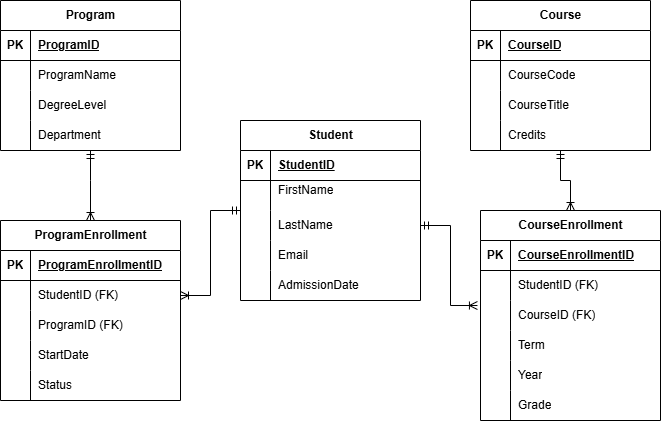 Program
PK ProgramID
ProgramName
DegreeLevel
Department
Course
PK CourseID
CourseCode
CourseTitle
Credits
Student
PK StudentID
FirstName
LastName
Email
AdmissionDate
ProgramEnrollment
PK ProgramEnrollmentID
StudentID (FK)
ProgramID (FK)
StartDate
Status
CourseEnrollment
PK CourseEnrollmentID
StudentID (FK)
CourseID (FK)
Term
Year
Grade